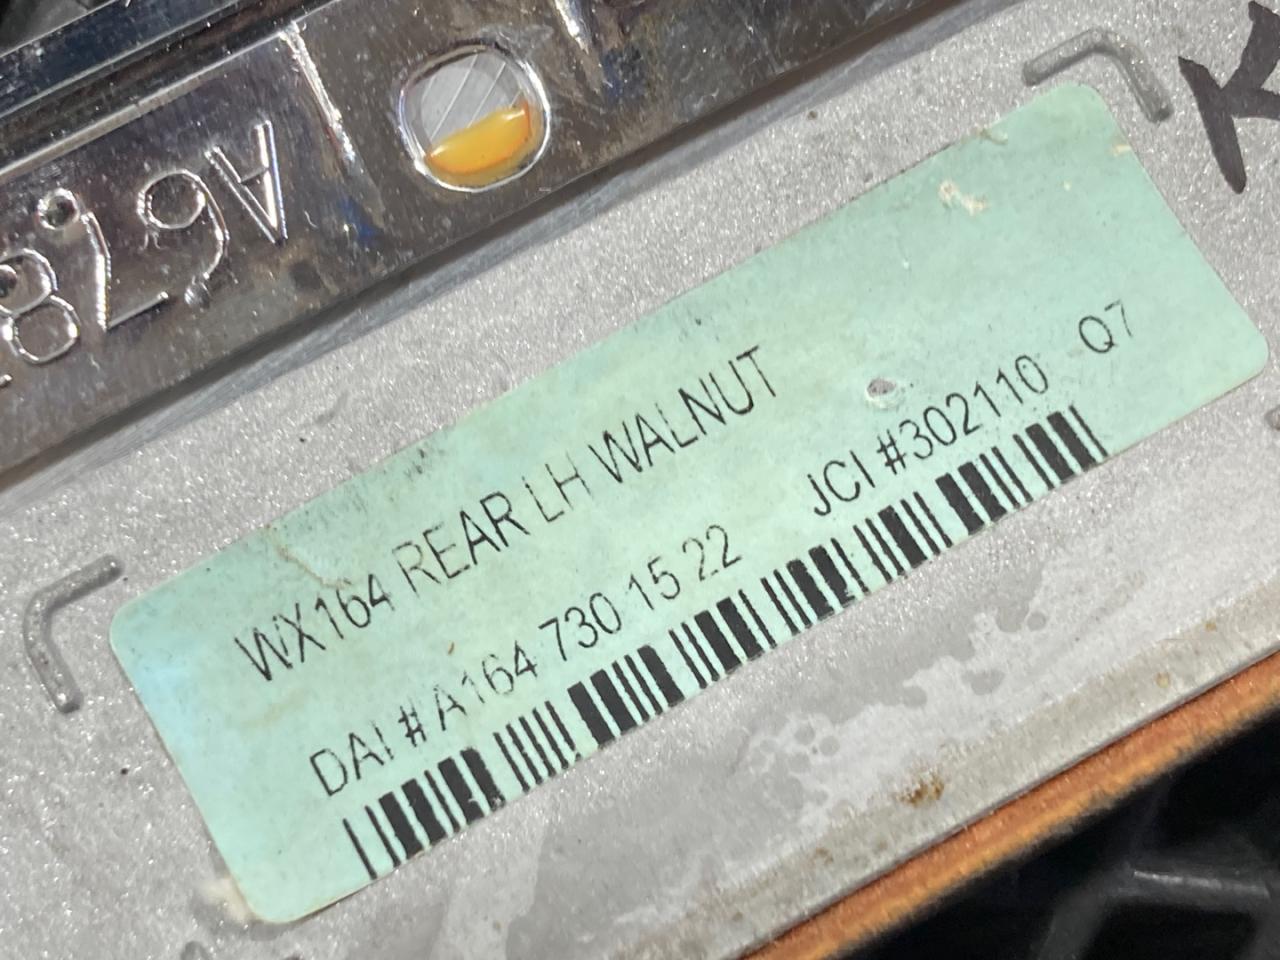 A678
WX164 REAR LH WALNUT
DAI # A164 730 15 22 JCI #302110 Q7
K